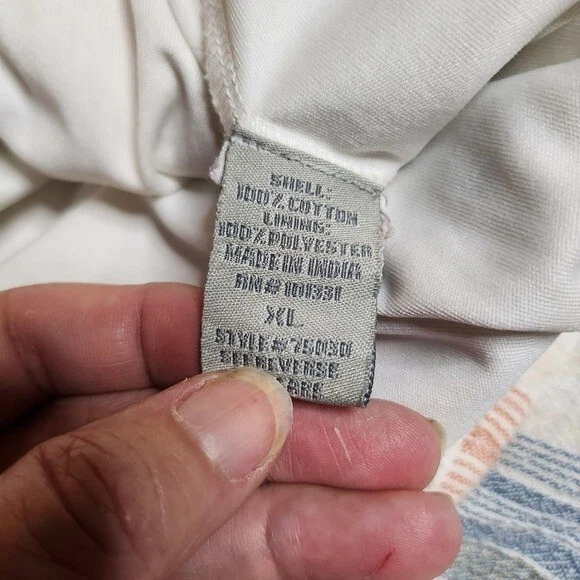 SHELL:
100% COTTON
LINING:
100% POLYESTER
MADE IN INDIA
RN# 101331
XL
STYLE #: 75030
SEE REVERSE
CARE